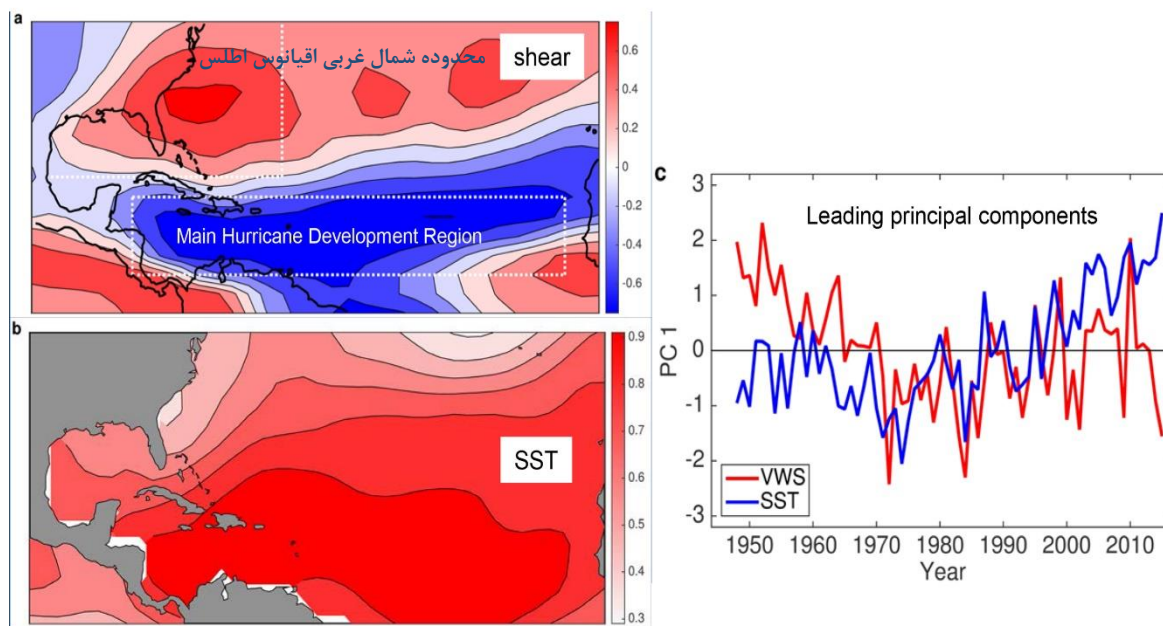 a
محدوده شمال غربی اقیانوس اطلس
shear
Main Hurricane Development Region
0.6
0.4
0.2
0
-0.2
-0.4
-0.6
b
SST
0.9
0.8
0.7
0.6
0.5
0.4
0.3
c
Leading principal components
PC 1
3
2
1
0
-1
-2
-3
VWS
SST
1950 1960 1970 1980 1990 2000 2010
Year